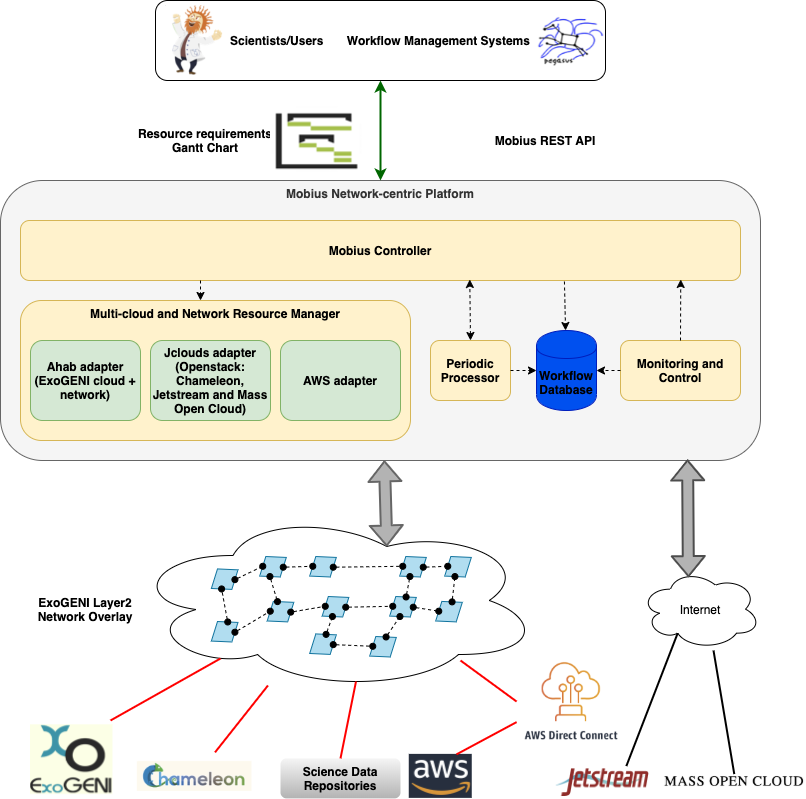 Scientists/Users
Workflow Management Systems
pegasus
Resource requirements
Gantt Chart
Mobius REST API
Mobius Network-centric Platform
Mobius Controller
Multi-cloud and Network Resource Manager
Ahab adapter
(ExoGENI cloud +
network)
Jclouds adapter
(Openstack:
Chameleon,
Jetstream and Mass
Open Cloud)
AWS adapter
Periodic
Processor
Workflow
Database
Monitoring and
Control
ExoGENI Layer2
Network Overlay
Internet
AWS Direct Connect
ExoGENI
Chameleon
Science Data
Repositories
aws
Jetstream
MASS OPEN CLOUD